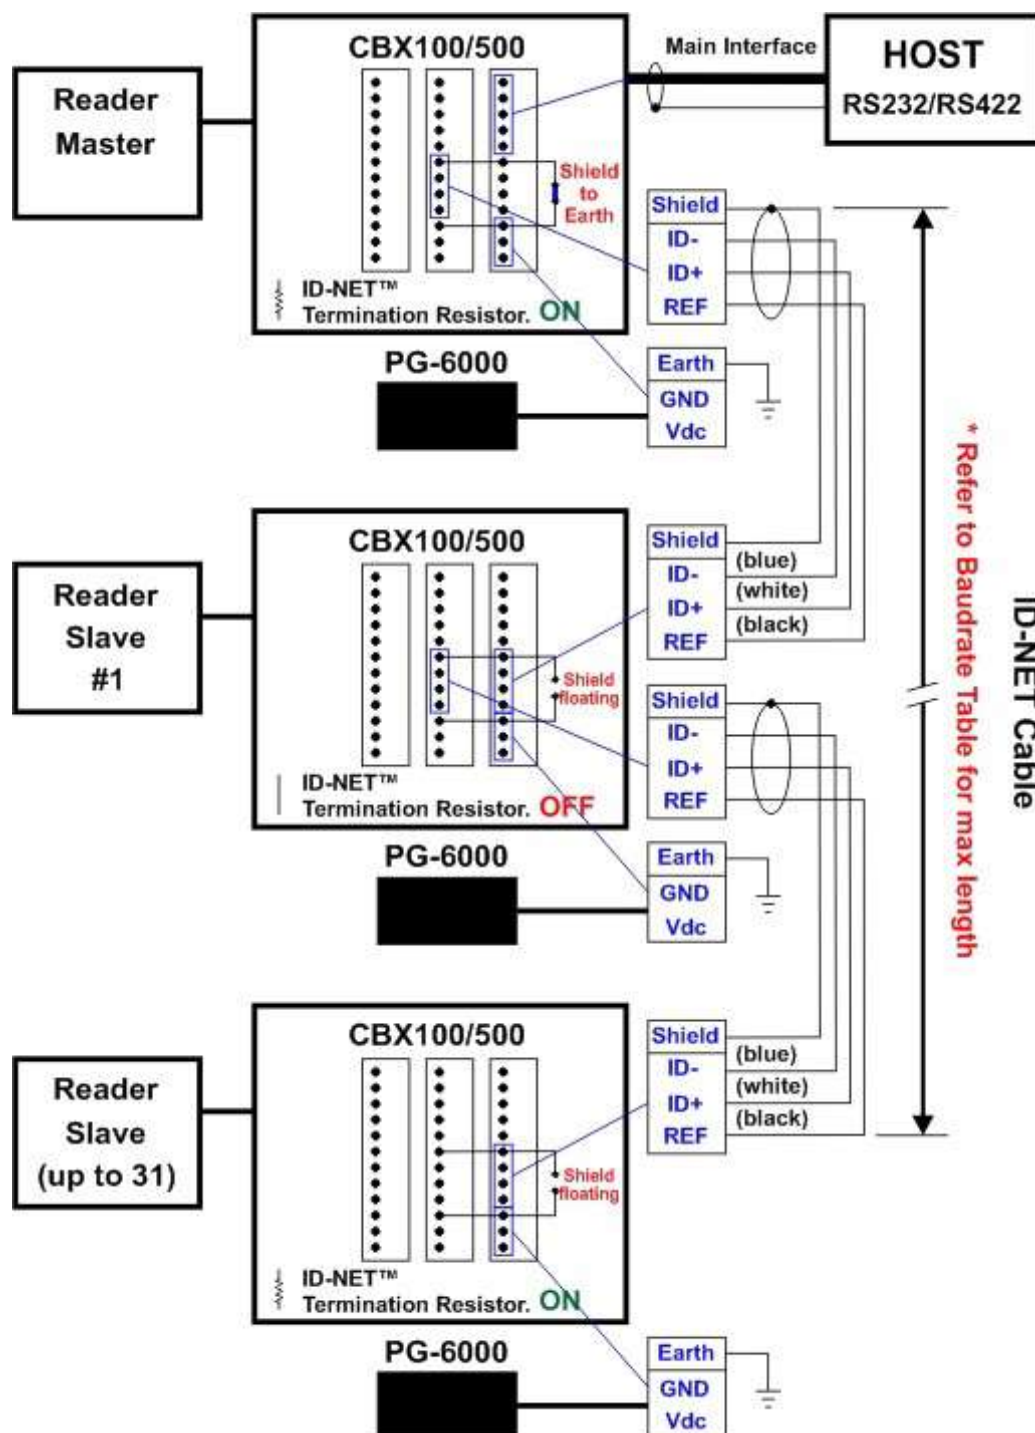 CBX100/500
Main Interface
HOST
RS232/RS422
Reader
Master
Shield
to
Earth
Shield
ID-
ID+
REF
ID-NET™
Termination Resistor. ON
PG-6000
Earth
GND
Vdc
CBX100/500
Reader
Slave
#1
Shield
floating
ID-NET™
Termination Resistor. OFF
Shield
ID-
ID+
REF
(blue)
(white)
(black)
Shield
ID-
ID+
REF
PG-6000
Earth
GND
Vdc
* Refer to Baudrate Table for max length
ID-NET Cable
CBX100/500
Reader
Slave
(up to 31)
Shield
floating
ID-NET™
Termination Resistor. ON
Shield
ID-
ID+
REF
(blue)
(white)
(black)
PG-6000
Earth
GND
Vdc